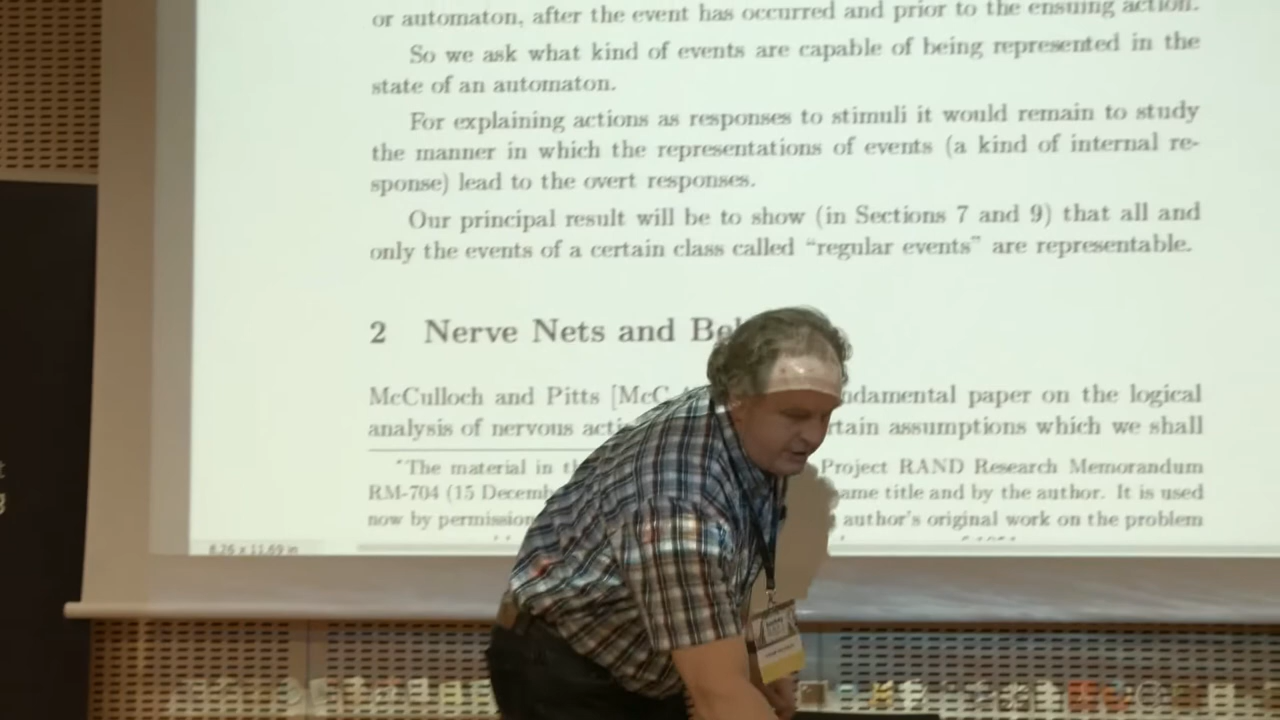 or automaton, after the event has occurred and prior to the ensuing action.
So we ask what kind of events are capable of being represented in the
state of an automaton.
For explaining actions as responses to stimuli it would remain to study
the manner in which the representations of events (a kind of internal re-
sponse) lead to the overt responses.
Our principal result will be to show (in Sections 7 and 9) that all and
only the events of a certain class called “regular events” are representable.
2 Nerve Nets and Be
McCulloch and Pitts [McC ndamental paper on the logical
analysis of nervous acti rtain assumptions which we shall
*The material in t Project RAND Research Memorandum
RM-704 (15 Decemb ame title and by the author. It is used
now by permission author's original work on the problem
8.26 x 11.69 in